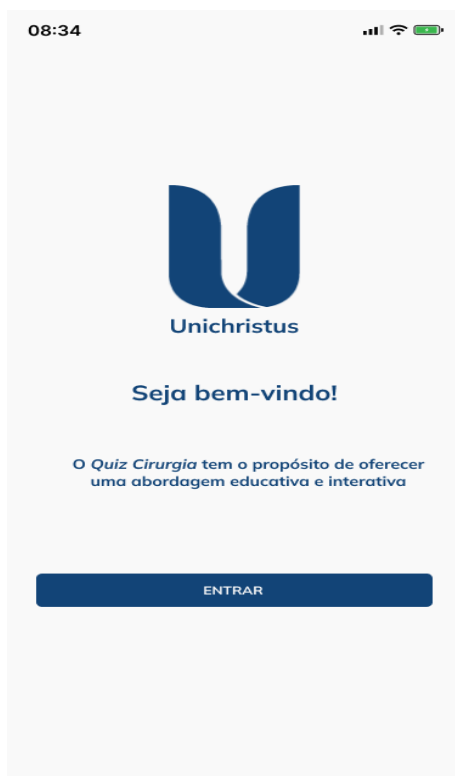 08:34
Unichristus
Seja bem-vindo!
O Quiz Cirurgia tem o propósito de oferecer
uma abordagem educativa e interativa
ENTRAR